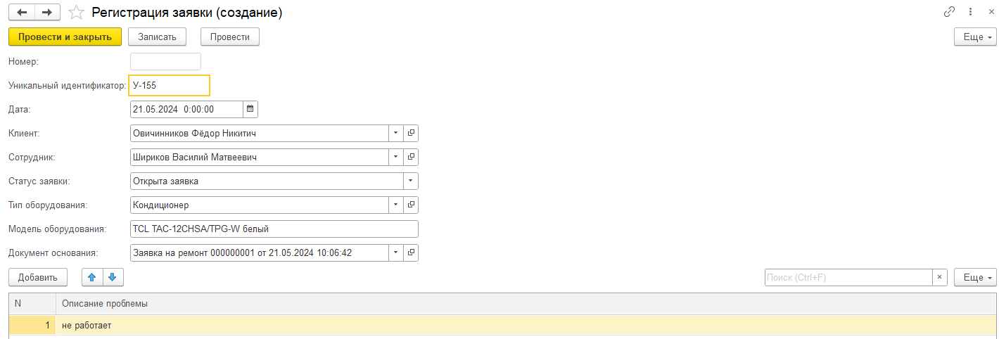 Регистрация заявки (создание)
Провести и закрыть Записать Провести Еще
Номер:
Уникальный идентификатор: У-155
Дата: 21.05.2024 0:00:00
Клиент: Овичинников Фёдор Никитич
Сотрудник: Шириков Василий Матвеевич
Статус заявки: Открыта заявка
Тип оборудования: Кондиционер
Модель оборудования: TCL TAC-12CHSA/TPG-W белый
Документ основания: Заявка на ремонт 000000001 от 21.05.2024 10:06:42
Добавить Поиск (Ctrl+F) × Еще
N Описание проблемы
1 не работает